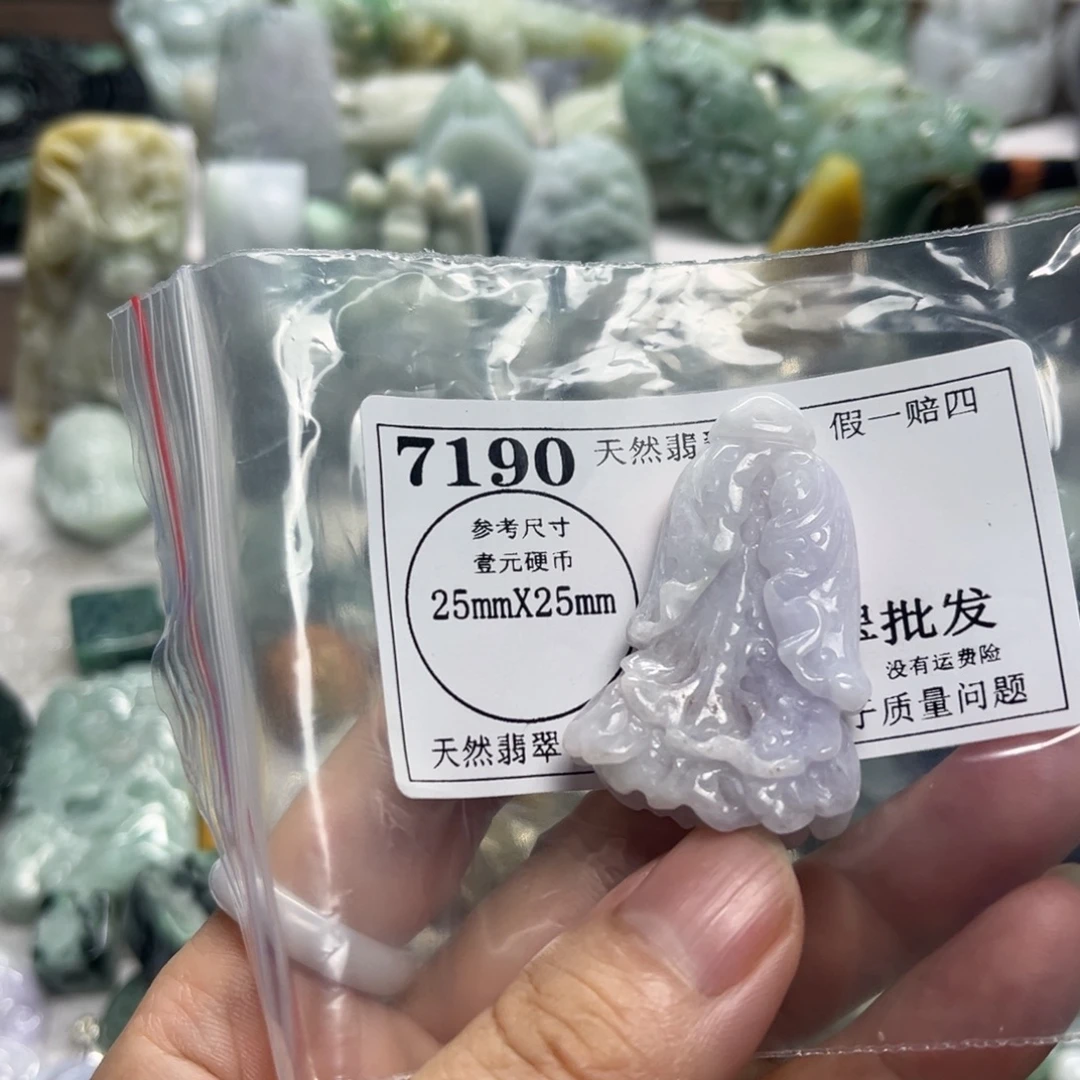 7190 天然翡 假一赔四
参考尺寸
壹元硬币
25mmX25mm
批发
没有运费险
质量问题
天然翡翠